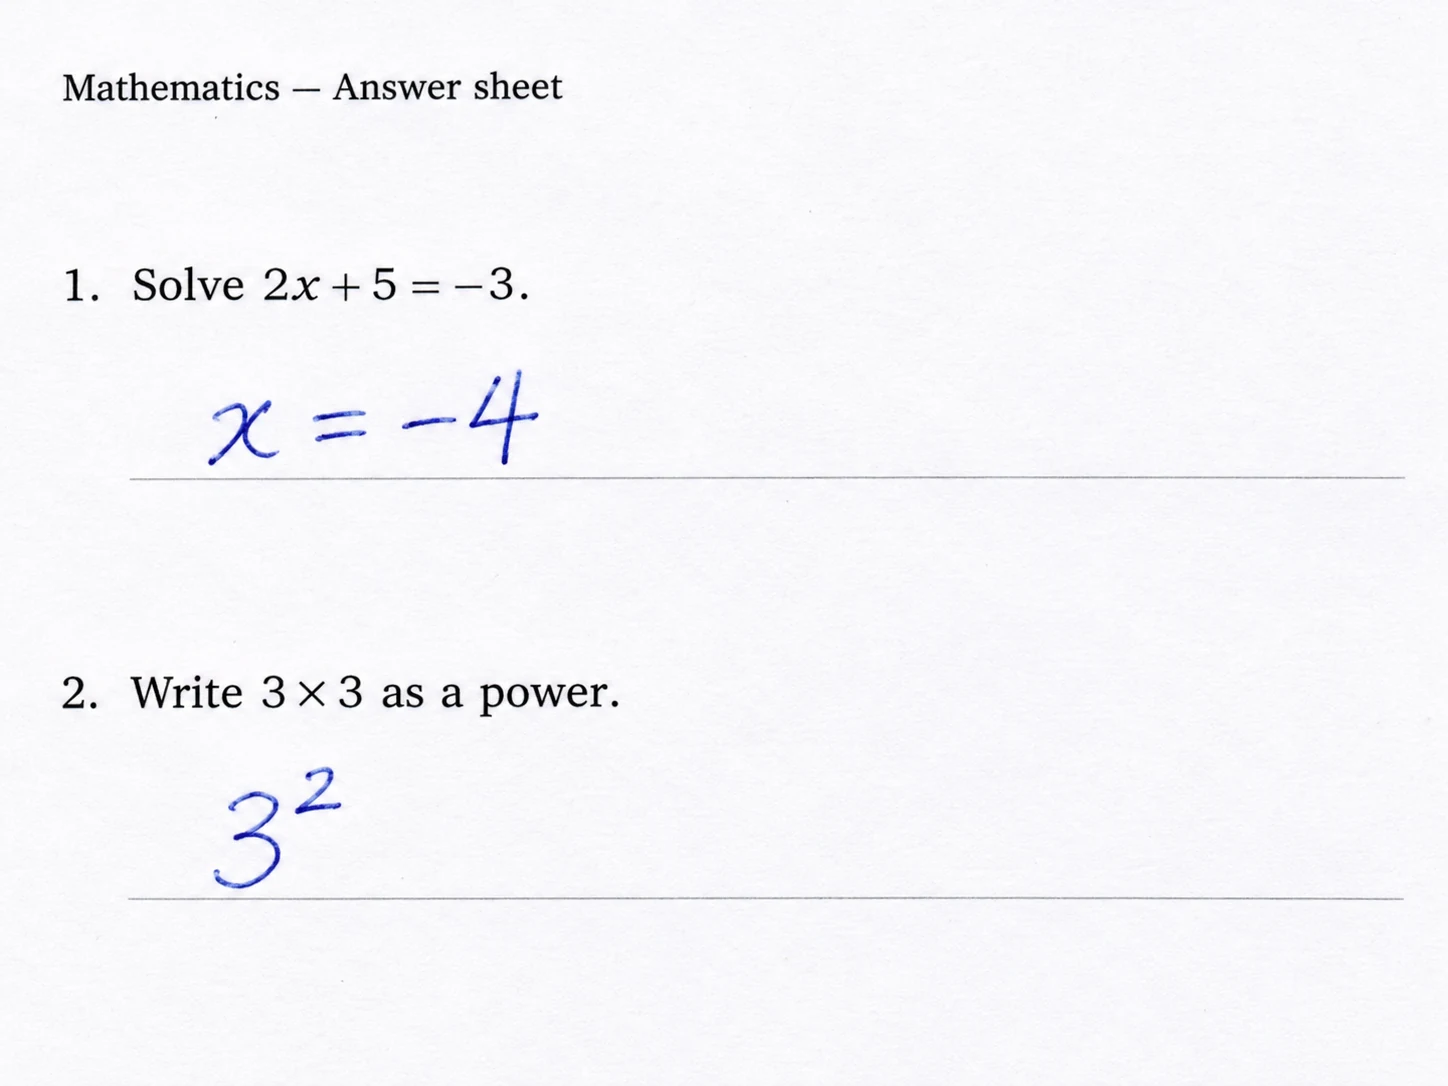 Mathematics — Answer sheet
1. Solve 2x + 5 = −3.
x = −4
2. Write 3 × 3 as a power.
3²